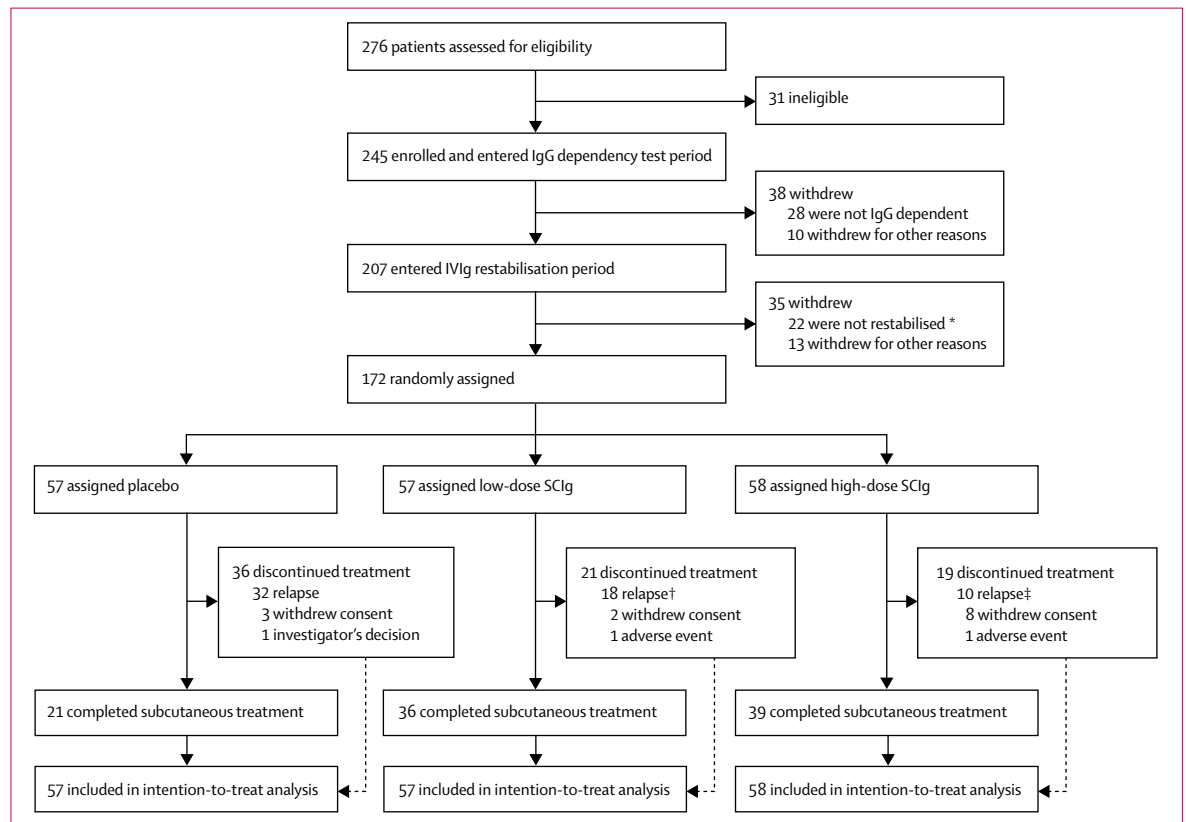 276 patients assessed for eligibility
31 ineligible
245 enrolled and entered IgG dependency test period
38 withdrew
28 were not IgG dependent
10 withdrew for other reasons
207 entered IVIg restabilisation period
35 withdrew
22 were not restabilised *
13 withdrew for other reasons
172 randomly assigned
57 assigned placebo
57 assigned low-dose SCIg
58 assigned high-dose SCIg
36 discontinued treatment
32 relapse
3 withdrew consent
1 investigator's decision
21 discontinued treatment
18 relapse†
2 withdrew consent
1 adverse event
19 discontinued treatment
10 relapse‡
8 withdrew consent
1 adverse event
21 completed subcutaneous treatment
36 completed subcutaneous treatment
39 completed subcutaneous treatment
57 included in intention-to-treat analysis
57 included in intention-to-treat analysis
58 included in intention-to-treat analysis